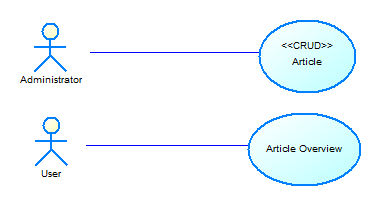 <<CRUD>>
Article
Administrator
Article Overview
User